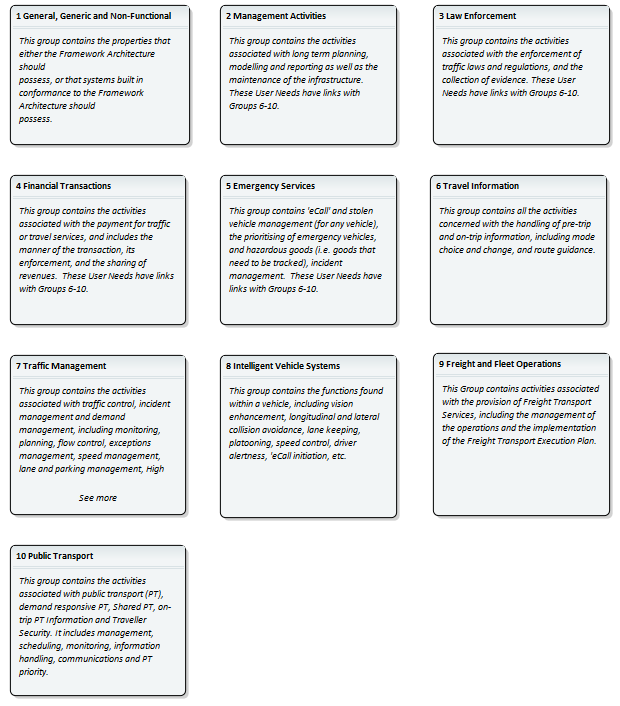 1 General, Generic and Non-Functional
This group contains the properties that
either the Framework Architecture
should
possess, or that systems built in
conformance to the Framework
Architecture should
possess.
2 Management Activities
This group contains the activities
associated with long term planning,
modelling and reporting as well as the
maintenance of the infrastructure.
These User Needs have links with
Groups 6-10.
3 Law Enforcement
This group contains the activities
associated with the enforcement of
traffic laws and regulations, and the
collection of evidence. These User
Needs have links with Groups 6-10.
4 Financial Transactions
This group contains the activities
associated with the payment for traffic
or travel services, and includes the
manner of the transaction, its
enforcement, and the sharing of
revenues. These User Needs have links
with Groups 6-10.
5 Emergency Services
This group contains 'eCall' and stolen
vehicle management (for any vehicle),
the prioritising of emergency vehicles,
and hazardous goods (i.e. goods that
need to be tracked), incident
management. These User Needs have
links with Groups 6-10.
6 Travel Information
This group contains all the activities
concerned with the handling of pre-trip
and on-trip information, including mode
choice and change, and route guidance.
7 Traffic Management
This group contains the activities
associated with traffic control, incident
management and demand
management, including monitoring,
planning, flow control, exceptions
management, speed management,
lane and parking management, High
See more
8 Intelligent Vehicle Systems
This group contains the functions found
within a vehicle, including vision
enhancement, longitudinal and lateral
collision avoidance, lane keeping,
platooning, speed control, driver
alertness, 'eCall initiation, etc.
9 Freight and Fleet Operations
This Group contains activities associated
with the provision of Freight Transport
Services, including the management of
the operations and the implementation
of the Freight Transport Execution Plan.
10 Public Transport
This group contains the activities
associated with public transport (PT),
demand responsive PT, Shared PT, on-
trip PT Information and Traveller
Security. It includes management,
scheduling, monitoring, information
handling, communications and PT
priority.